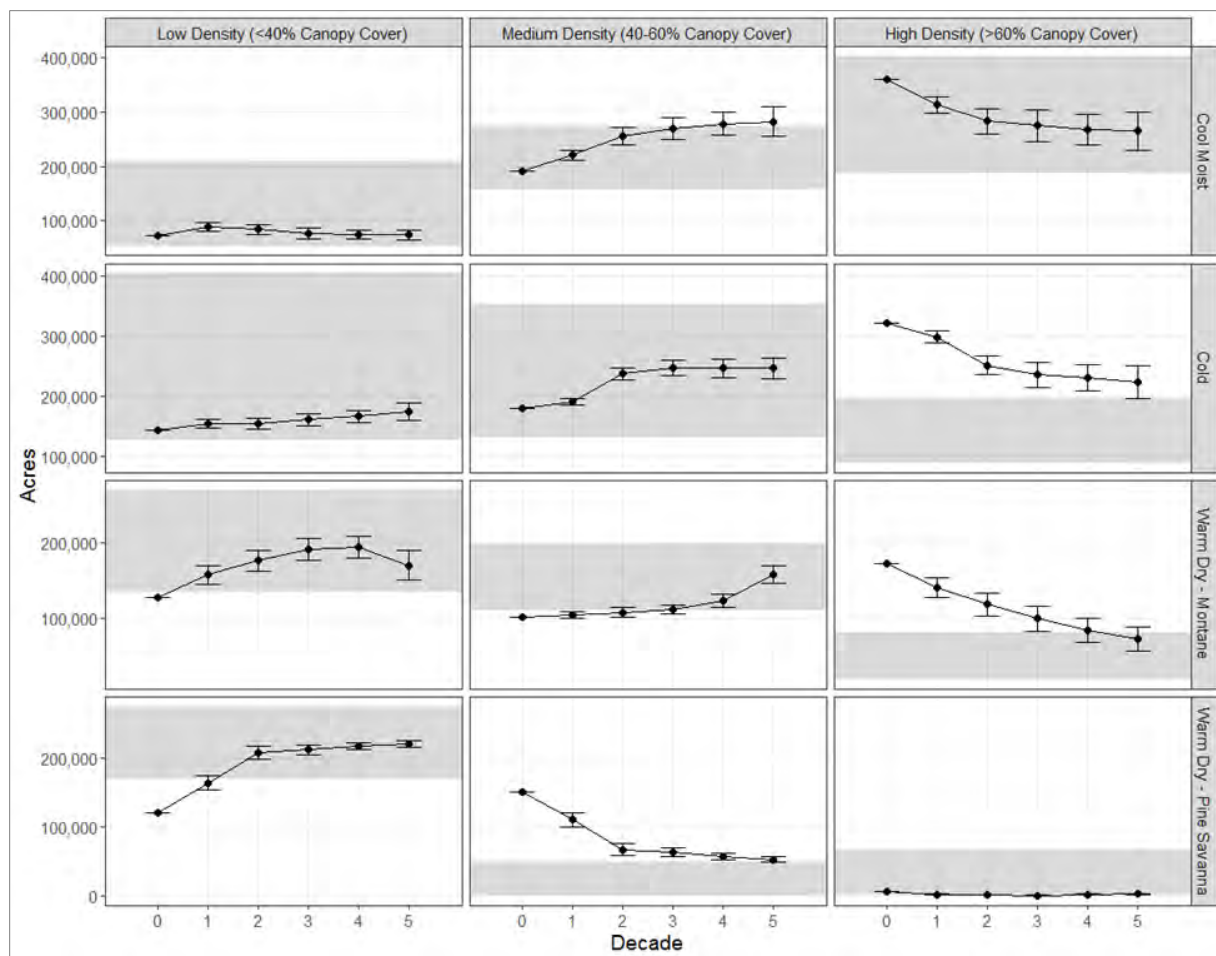 Low Density (<40% Canopy Cover) Medium Density (40-60% Canopy Cover) High Density (>60% Canopy Cover)
400,000
300,000
200,000
100,000
Cool Moist
400,000
300,000
200,000
100,000
Cold
Acres
200,000
100,000
Warm Dry - Montane
200,000
100,000
0
Warm Dry - Pine Savanna
0 1 2 3 4 5 0 1 2 3 4 5 0 1 2 3 4 5
Decade